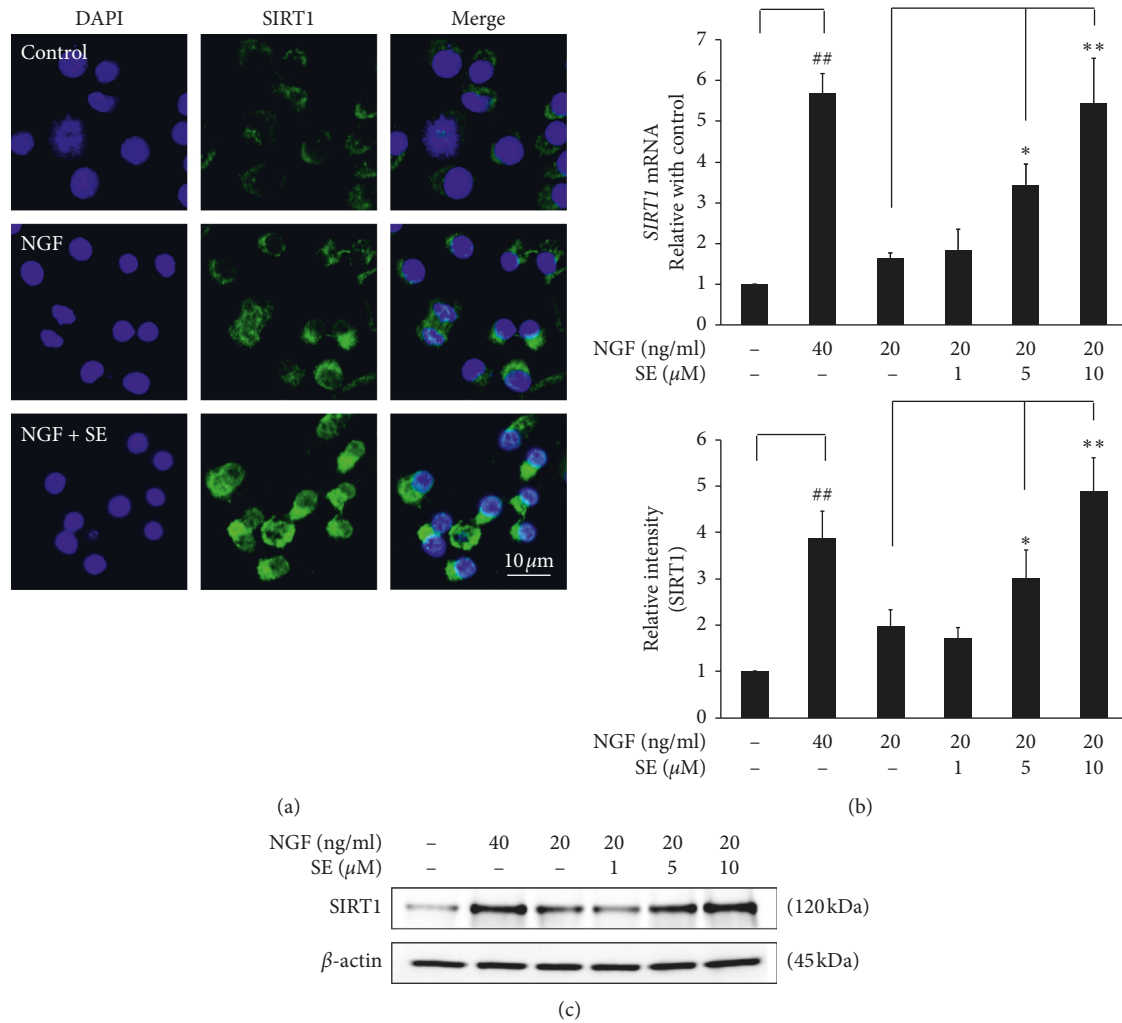 DAPI SIRT1 Merge
Control
NGF
NGF + SE
10 μm
(a)
7
6
5
4
3
2
1
0
SIRT1 mRNA
Relative with control
##
*
**
NGF (ng/ml) – 40 20 20 20 20
SE (μM) – – – 1 5 10
6
5
4
3
2
1
0
Relative intensity
(SIRT1)
##
*
**
NGF (ng/ml) – 40 20 20 20 20
SE (μM) – – – 1 5 10
(b)
NGF (ng/ml) – 40 20 20 20 20
SE (μM) – – – 1 5 10
SIRT1 (120 kDa)
β-actin (45 kDa)
(c)